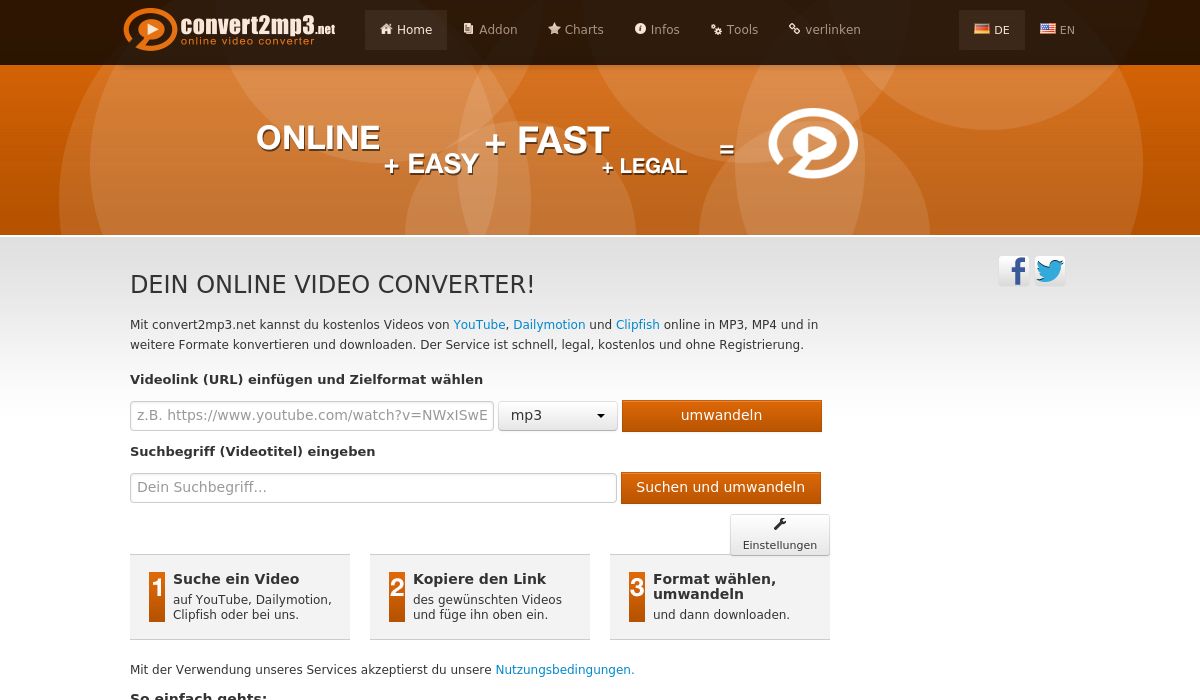 convert2mp3.net
online video converter
Home Addon Charts Infos Tools verlinken DE EN
ONLINE + EASY + FAST + LEGAL =
DEIN ONLINE VIDEO CONVERTER!
Mit convert2mp3.net kannst du kostenlos Videos von YouTube, Dailymotion und Clipfish online in MP3, MP4 und in
weitere Formate konvertieren und downloaden. Der Service ist schnell, legal, kostenlos und ohne Registrierung.
Videolink (URL) einfügen und Zielformat wählen
z.B. https://www.youtube.com/watch?v=NWxISwE mp3 umwandeln
Suchbegriff (Videotitel) eingeben
Dein Suchbegriff... Suchen und umwandeln
Einstellungen
1 Suche ein Video
auf YouTube, Dailymotion,
Clipfish oder bei uns.
2 Kopiere den Link
des gewünschten Videos
und füge ihn oben ein.
3 Format wählen,
umwandeln
und dann downloaden.
Mit der Verwendung unseres Services akzeptierst du unsere Nutzungsbedingungen.
So einfach gehts: